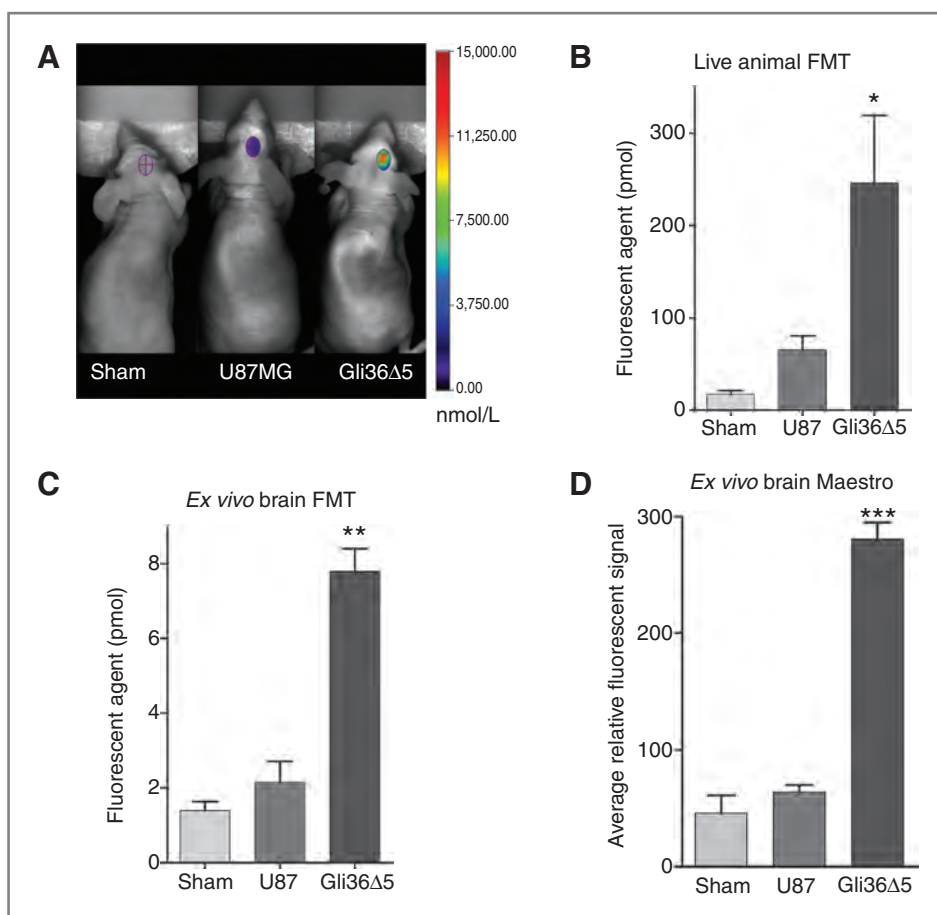 A
15,000.00
11,250.00
7,500.00
3,750.00
0.00
nmol/L
Sham
U87MG
Gli36Δ5
B
Live animal FMT
*
Fluorescent agent (pmol)
300
200
100
0
Sham
U87
Gli36Δ5
C
Ex vivo brain FMT
**
Fluorescent agent (pmol)
8
6
4
2
0
Sham
U87
Gli36Δ5
D
Ex vivo brain Maestro
***
Average relative fluorescent signal
300
200
100
0
Sham
U87
Gli36Δ5